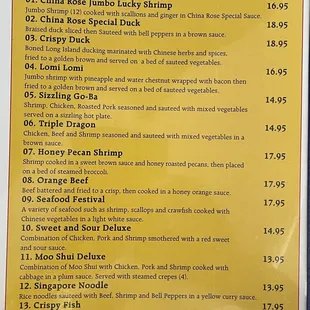 01. China Rose Jumbo Lucky Shrimp 16.95
Jumbo Shrimp (12) cooked with scallions and ginger in China Rose Special Sauce.
02. China Rose Special Duck 18.95
Braised duck sliced then Sauteed with bell peppers in a brown sauce.
03. Crispy Duck 18.95
Boned Long Island duckling marinated with Chinese herbs and spices,
fried to a golden brown and served on a bed of sauteed vegetables.
04. Lomi Lomi 16.95
Jumbo shrimp with pineapple and water chestnut wrapped with bacon then
fried to a golden brown and served on a bed of sauteed vegetables.
05. Sizzling Go-Ba 14.95
Shrimp, Chicken, Roasted Pork seasoned and sauteed with mixed vegetables
served on a sizzling hot plate.
06. Triple Dragon 14.95
Chicken, Beef and Shrimp seasoned and sauteed with mixed vegetables in a
brown sauce.
07. Honey Pecan Shrimp 17.95
Shrimp cooked in a sweet brown sauce and honey roasted pecans, then placed
on a bed of steamed broccoli.
08. Orange Beef 17.95
Beef battered and fried to a crisp, then cooked in a honey orange sauce.
09. Seafood Festival 17.95
A variety of seafood such as shrimp, scallops and crawfish cooked with
Chinese vegetables in a light white sauce.
10. Sweet and Sour Deluxe 14.95
Combination of Chicken, Pork and Shrimp smothered with a red sweet
and sour sauce.
11. Moo Shui Deluxe 13.95
Combination of Moo Shui with Chicken, Pork and Shrimp cooked with
cabbage in a plum sauce. Served with steamed crepes (4).
12. Singapore Noodle 13.95
Rice noodles sauteed with Beef, Shrimp and Bell Peppers in a yellow curry sauce.
13. Crispy Fish 17.95